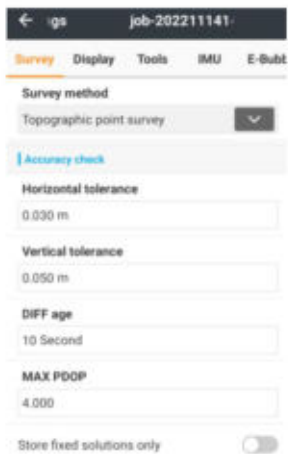 gs job-202211141-
Survey Display Tools IMU E-Bubb
Survey method
Topographic point survey
Accuracy check
Horizontal tolerance
0.030 m
Vertical tolerance
0.050 m
DIFF age
10 Second
MAX PDOP
4.000
Store fixed solutions only